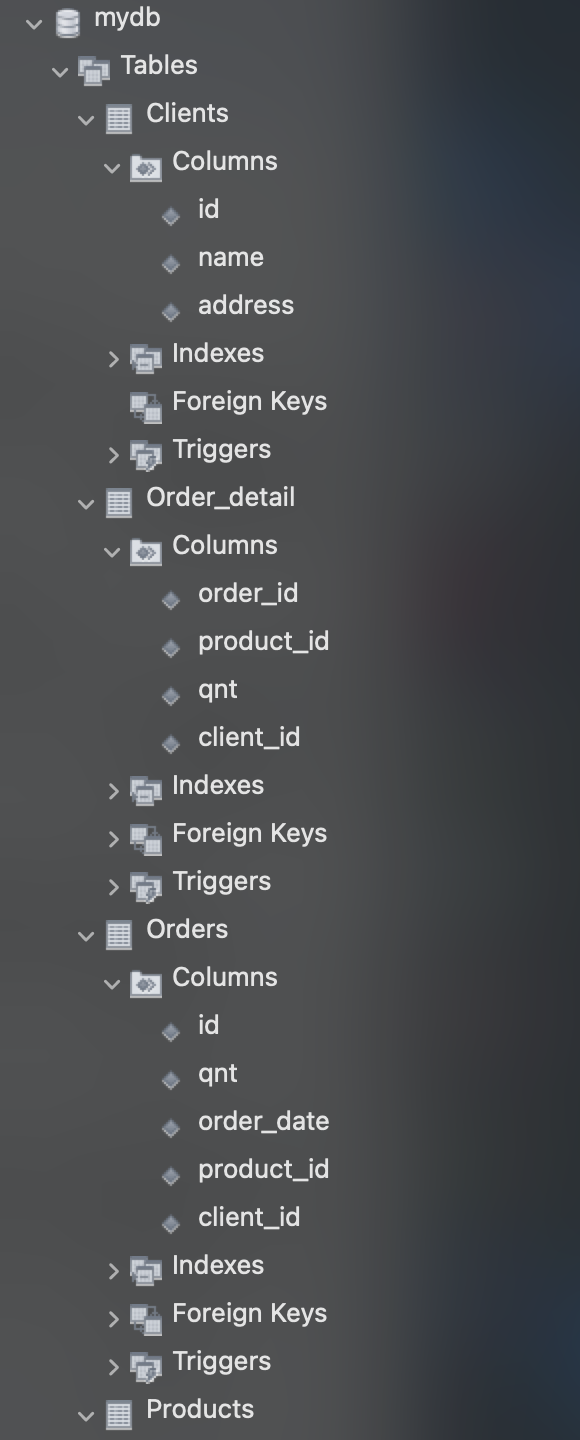 mydb
Tables
Clients
Columns
id
name
address
Indexes
Foreign Keys
Triggers
Order_detail
Columns
order_id
product_id
qnt
client_id
Indexes
Foreign Keys
Triggers
Orders
Columns
id
qnt
order_date
product_id
client_id
Indexes
Foreign Keys
Triggers
Products